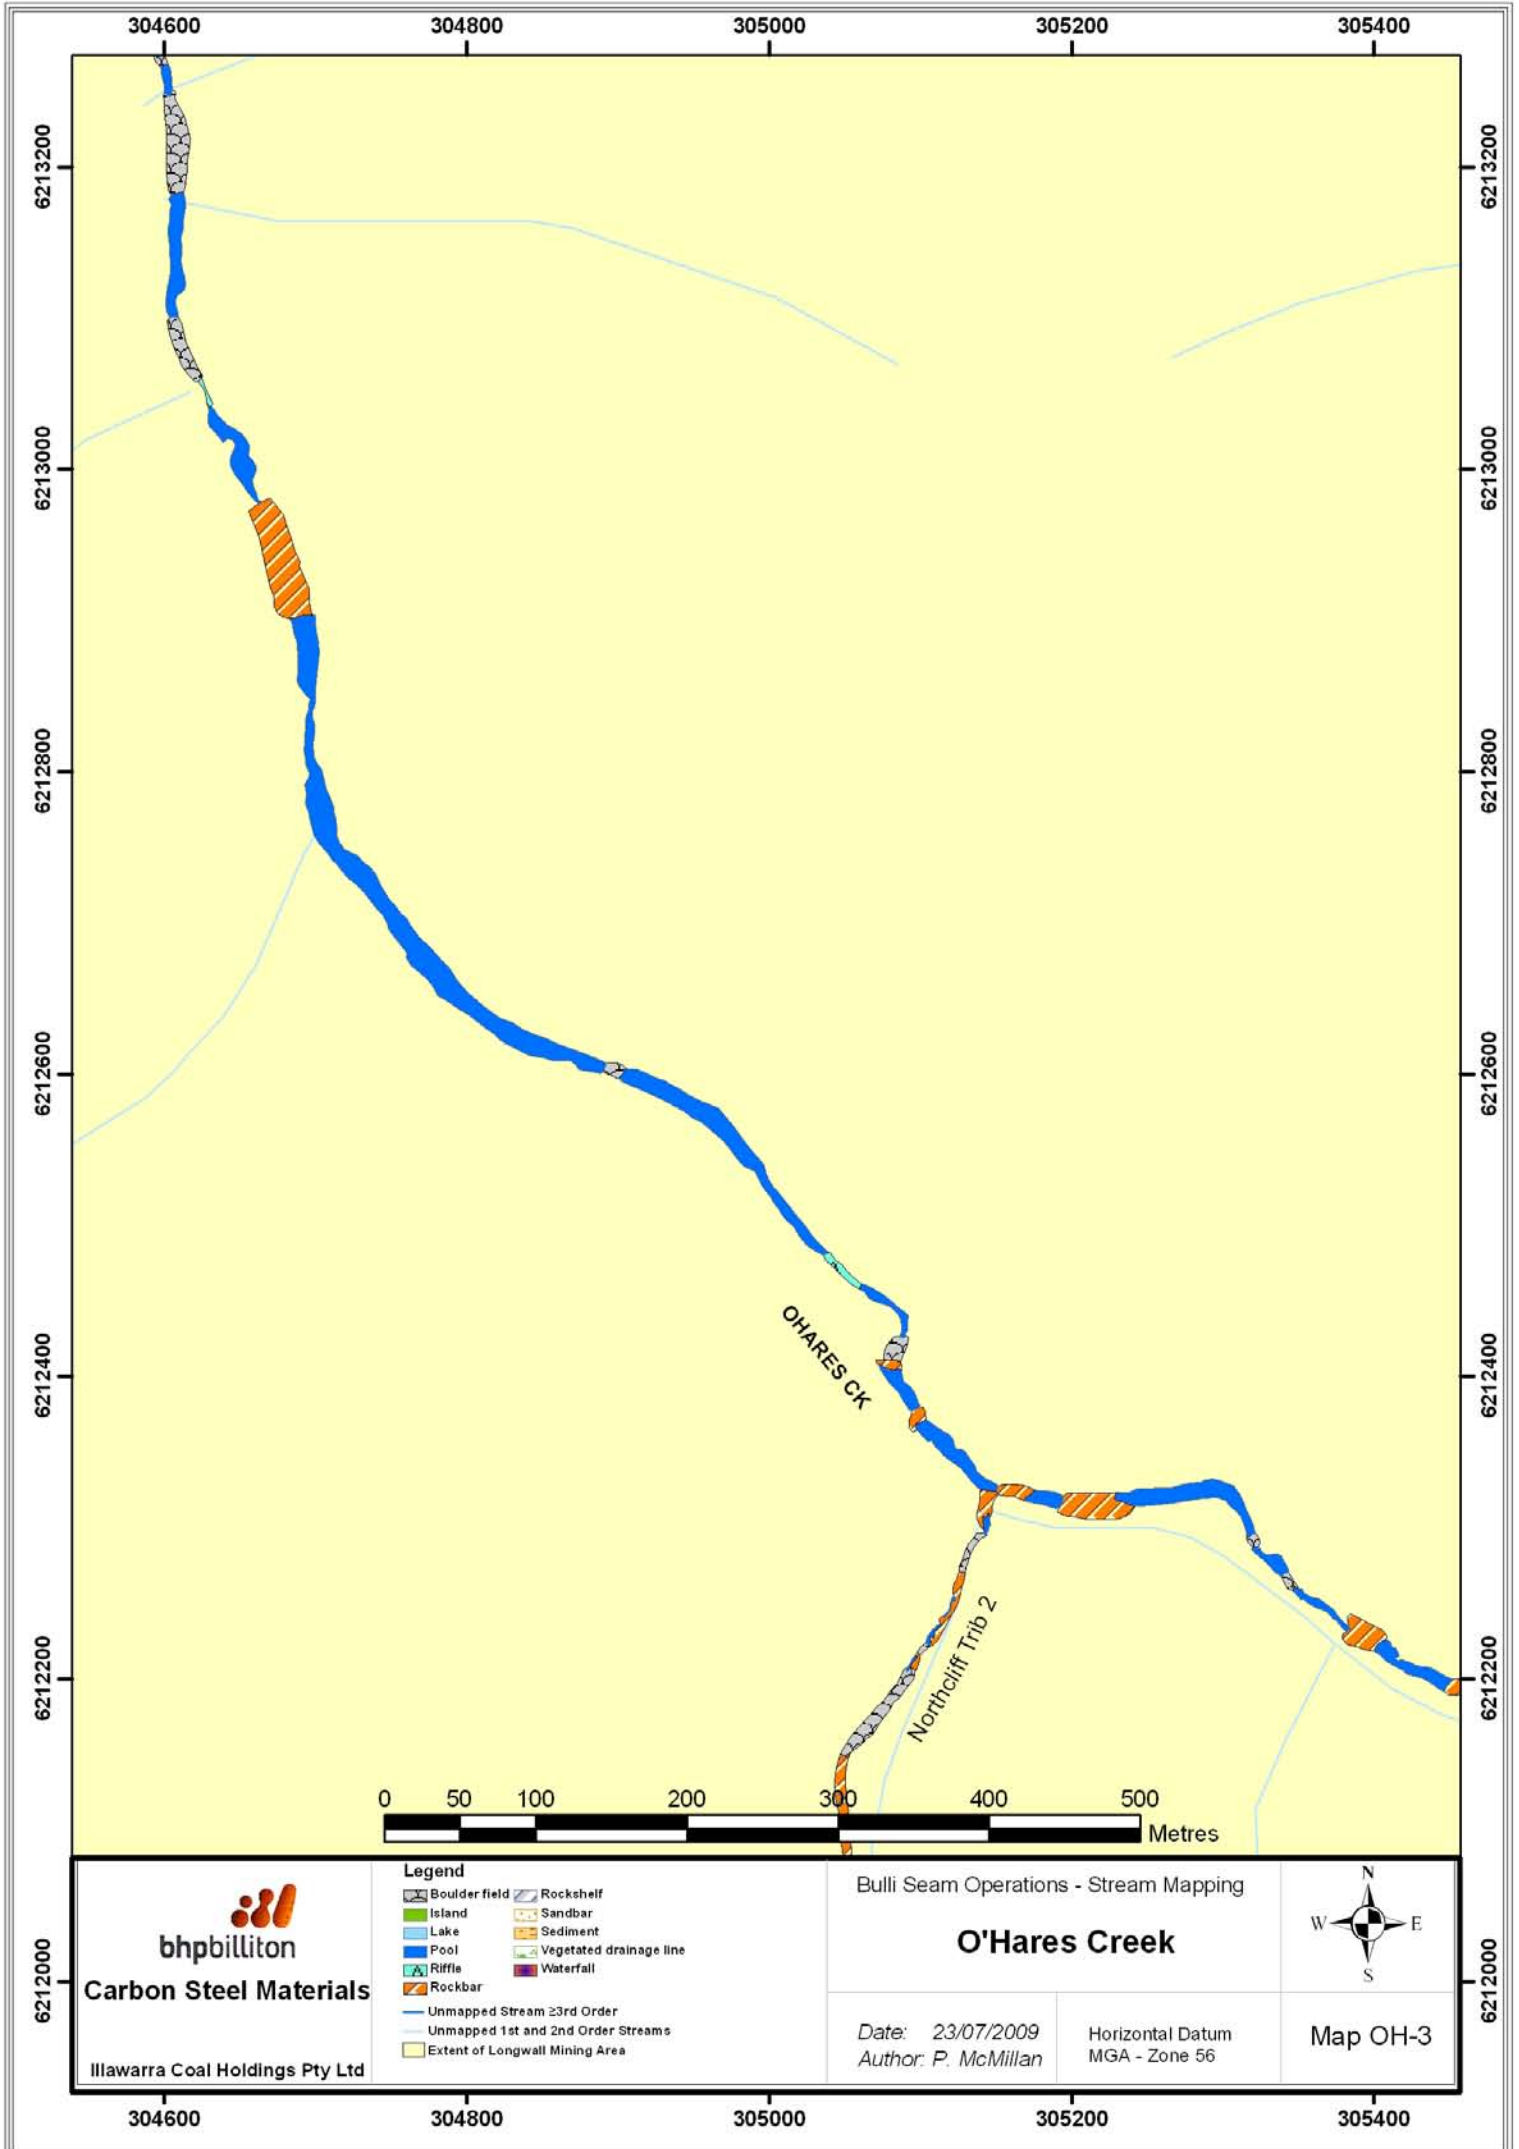 304600 304800 305000 305200 305400
6213200 6213200
6213000 6213000
6212800 6212800
6212600 6212600
6212400 6212400
6212200 6212200
6212000 6212000
OHARES CK
Northcliff Trib 2
0 50 100 200 300 400 500
Metres
bhpbilliton
Carbon Steel Materials
Illawarra Coal Holdings Pty Ltd
Legend
Boulder field
Island
Lake
Pool
Riffle
Rockbar
Rockshelf
Sandbar
Sediment
Vegetated drainage line
Waterfall
Unmapped Stream ≥3rd Order
Unmapped 1st and 2nd Order Streams
Extent of Longwall Mining Area
Bulli Seam Operations - Stream Mapping
O'Hares Creek
Date: 23/07/2009
Author: P. McMillan
Horizontal Datum
MGA - Zone 56
N
W E
S
Map OH-3
304600 304800 305000 305200 305400